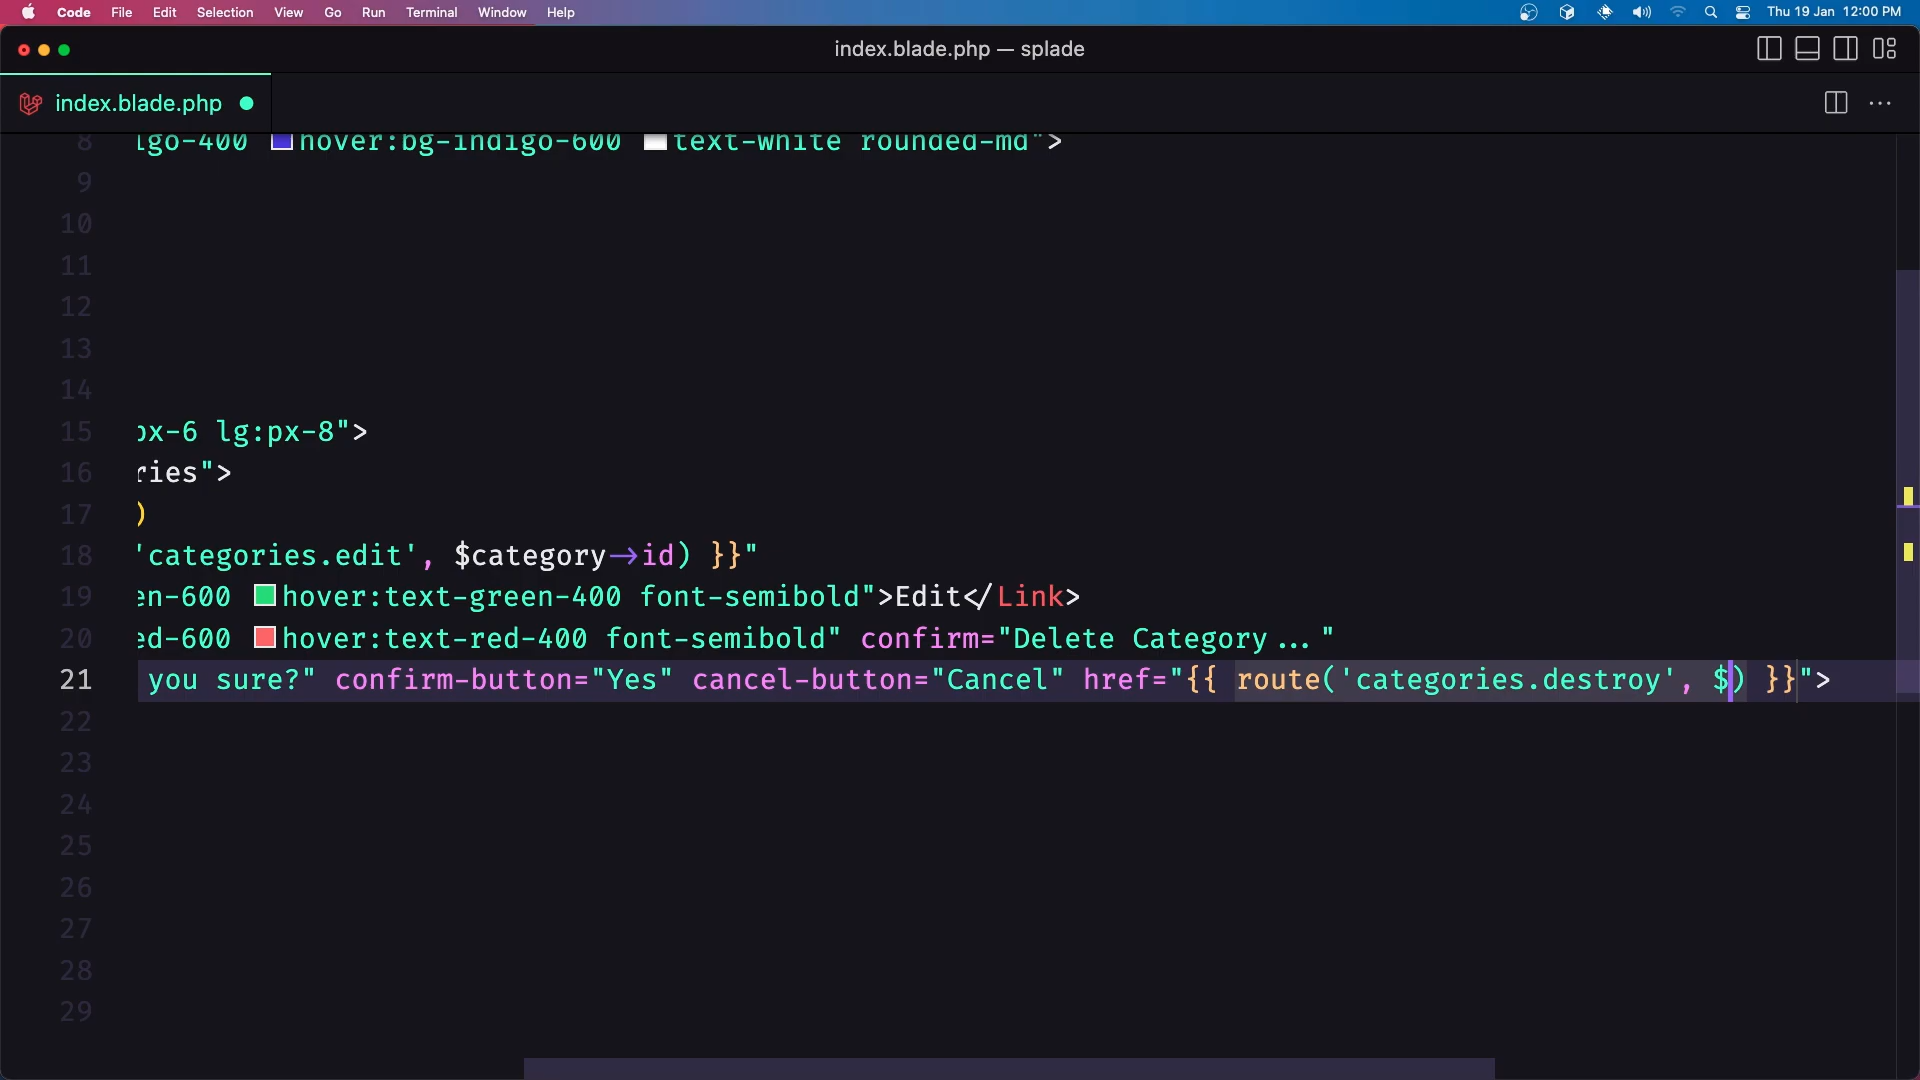 Code File Edit Selection View Go Run Terminal Window Help Thu 19 Jan 12:00 PM
index.blade.php — splade
index.blade.php
8 igo-400 hover:bg-indigo-600 text-white rounded-md">
9
10
11
12
13
14
15 px-6 lg:px-8">
16 ries">
17 )
18 'categories.edit', $category->id) }}"
19 en-600 hover:text-green-400 font-semibold">Edit</Link>
20 ed-600 hover:text-red-400 font-semibold" confirm="Delete Category..."
21 you sure?" confirm-button="Yes" cancel-button="Cancel" href="{{ route('categories.destroy', $) }}">
22
23
24
25
26
27
28
29